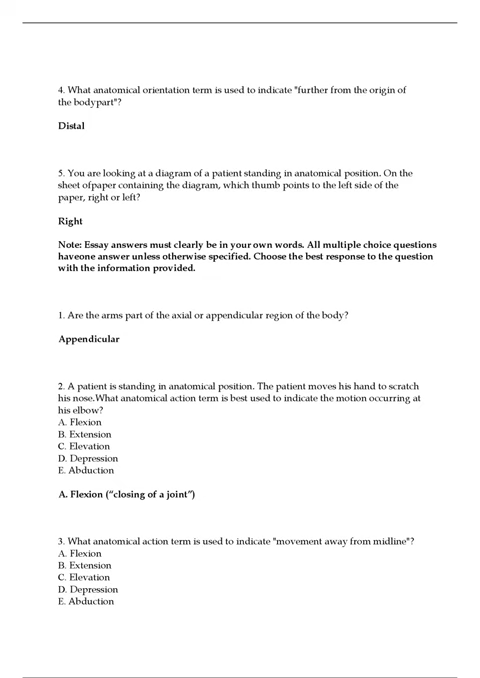 4. What anatomical orientation term is used to indicate "further from the origin of
the bodypart"?
Distal
5. You are looking at a diagram of a patient standing in anatomical position. On the
sheet ofpaper containing the diagram, which thumb points to the left side of the
paper, right or left?
Right
Note: Essay answers must clearly be in your own words. All multiple choice questions
haveone answer unless otherwise specified. Choose the best response to the question
with the information provided.
1. Are the arms part of the axial or appendicular region of the body?
Appendicular
2. A patient is standing in anatomical position. The patient moves his hand to scratch
his nose.What anatomical action term is best used to indicate the motion occurring at
his elbow?
A. Flexion
B. Extension
C. Elevation
D. Depression
E. Abduction
A. Flexion (“closing of a joint”)
3. What anatomical action term is used to indicate "movement away from midline"?
A. Flexion
B. Extension
C. Elevation
D. Depression
E. Abduction